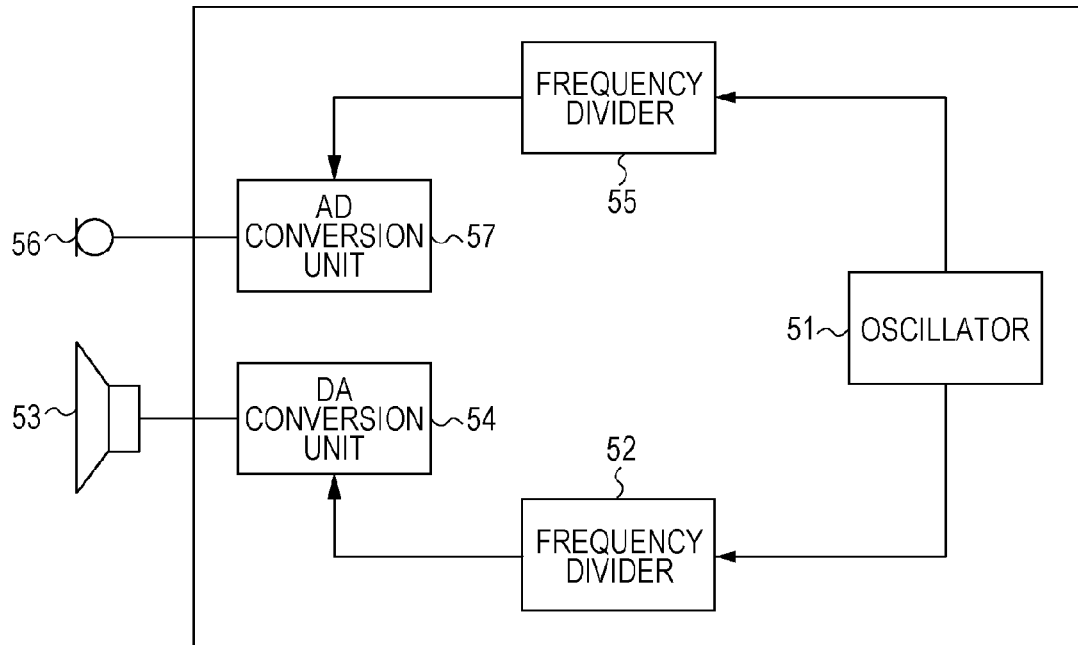 FREQUENCY
DIVIDER
55
AD
CONVERSION
UNIT
57
56
51
OSCILLATOR
53
DA
CONVERSION
UNIT
54
52
FREQUENCY
DIVIDER